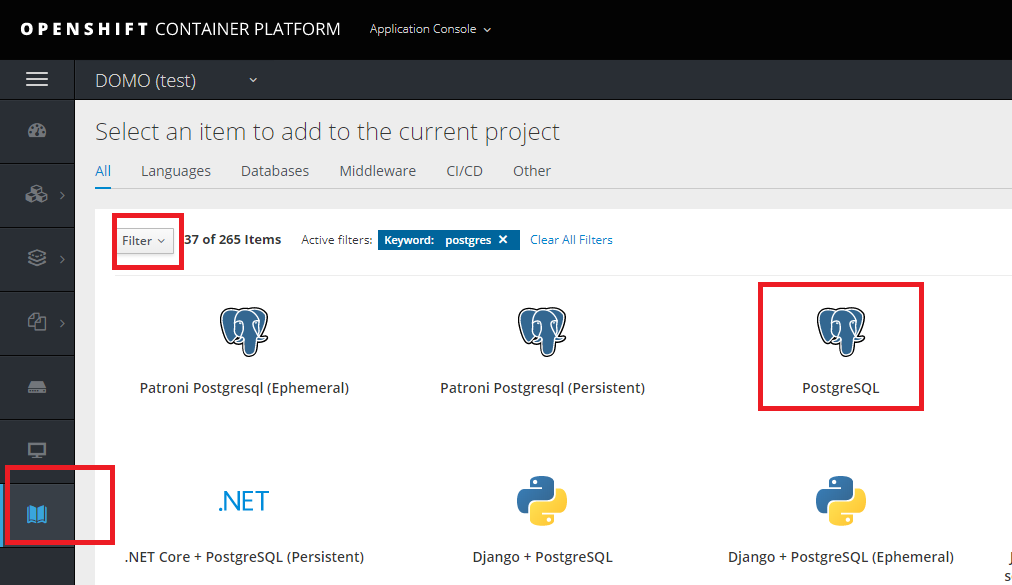 OPENSHIFT CONTAINER PLATFORM Application Console
DOMO (test)
Select an item to add to the current project
All Languages Databases Middleware CI/CD Other
Filter 37 of 265 Items Active filters: Keyword: postgres ✕ Clear All Filters
Patroni Postgresql (Ephemeral) Patroni Postgresql (Persistent) PostgreSQL
.NET
.NET Core + PostgreSQL (Persistent) Django + PostgreSQL Django + PostgreSQL (Ephemeral)